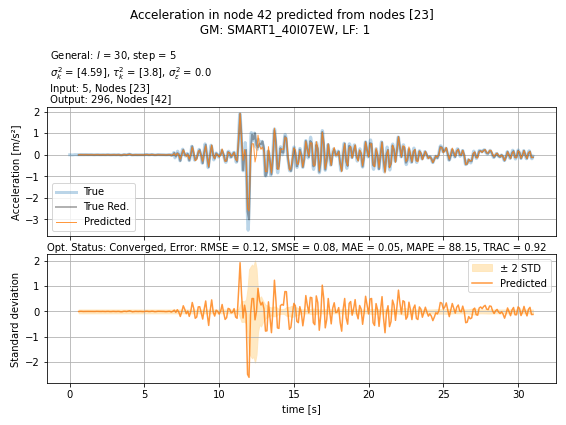 Acceleration in node 42 predicted from nodes [23]
GM: SMART1_40I07EW, LF: 1
General: l = 30, step = 5
σ²ₖ = [4.59], τ²ₖ = [3.8], σ²ε = 0.0
Input: 5, Nodes [23]
Output: 296, Nodes [42]
Acceleration [m/s²]
2
1
0
−1
−2
−3
True
True Red.
Predicted
Opt. Status: Converged, Error: RMSE = 0.12, SMSE = 0.08, MAE = 0.05, MAPE = 88.15, TRAC = 0.92
Standard deviation
2
1
0
−1
−2
± 2 STD
Predicted
0
5
10
15
20
25
30
time [s]